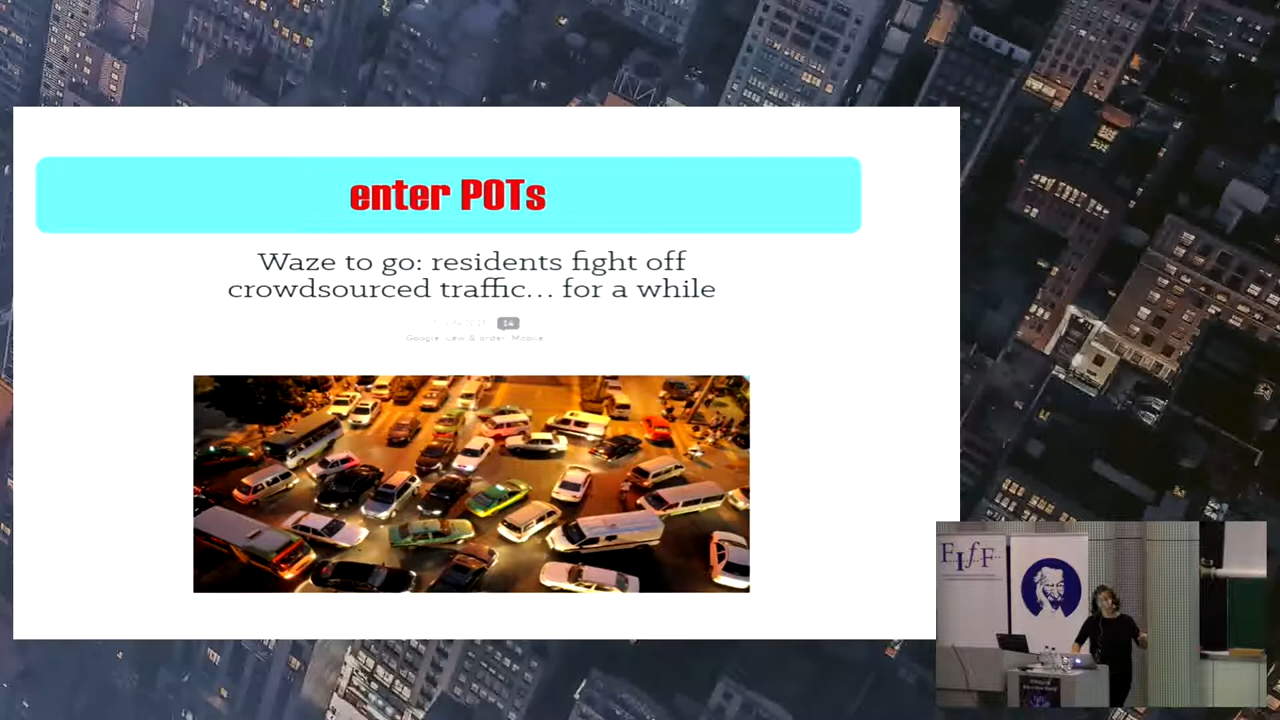 enter POTs
Waze to go: residents fight off
crowdsourced traffic... for a while
14
Google, Law & order, Mobile
F..I..f..F..